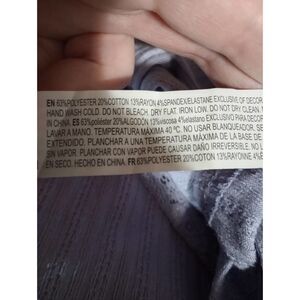 EN 63%POLYESTER 20%COTTON 13%RAYON 4%SPANDEX/ELASTANE EXCLUSIVE OF DECOR
HAND WASH COLD. DO NOT BLEACH. DRY FLAT. IRON LOW. DO NOT DRY CLEAN. M
IN CHINA. ES 63%poliéster 20%ALGODÓN 13%viscosa 4%elastano EXCLUSIVO PARA DECOR
LAVAR A MANO. TEMPERATURA MÁXIMA 40 °C. NO USAR BLANQUEADOR. SE
EXTENDIDO. PLANCHAR A UNA TEMPERATURA MÁXIMA DE
SIN VAPOR. PLANCHAR CON VAPOR PUEDE CAUSAR DAÑO IRREVERSIBLE. NO L
EN SECO. HECHO EN CHINA. FR 63%POLYESTER 20%COTON 13%RAYONNE 4%É